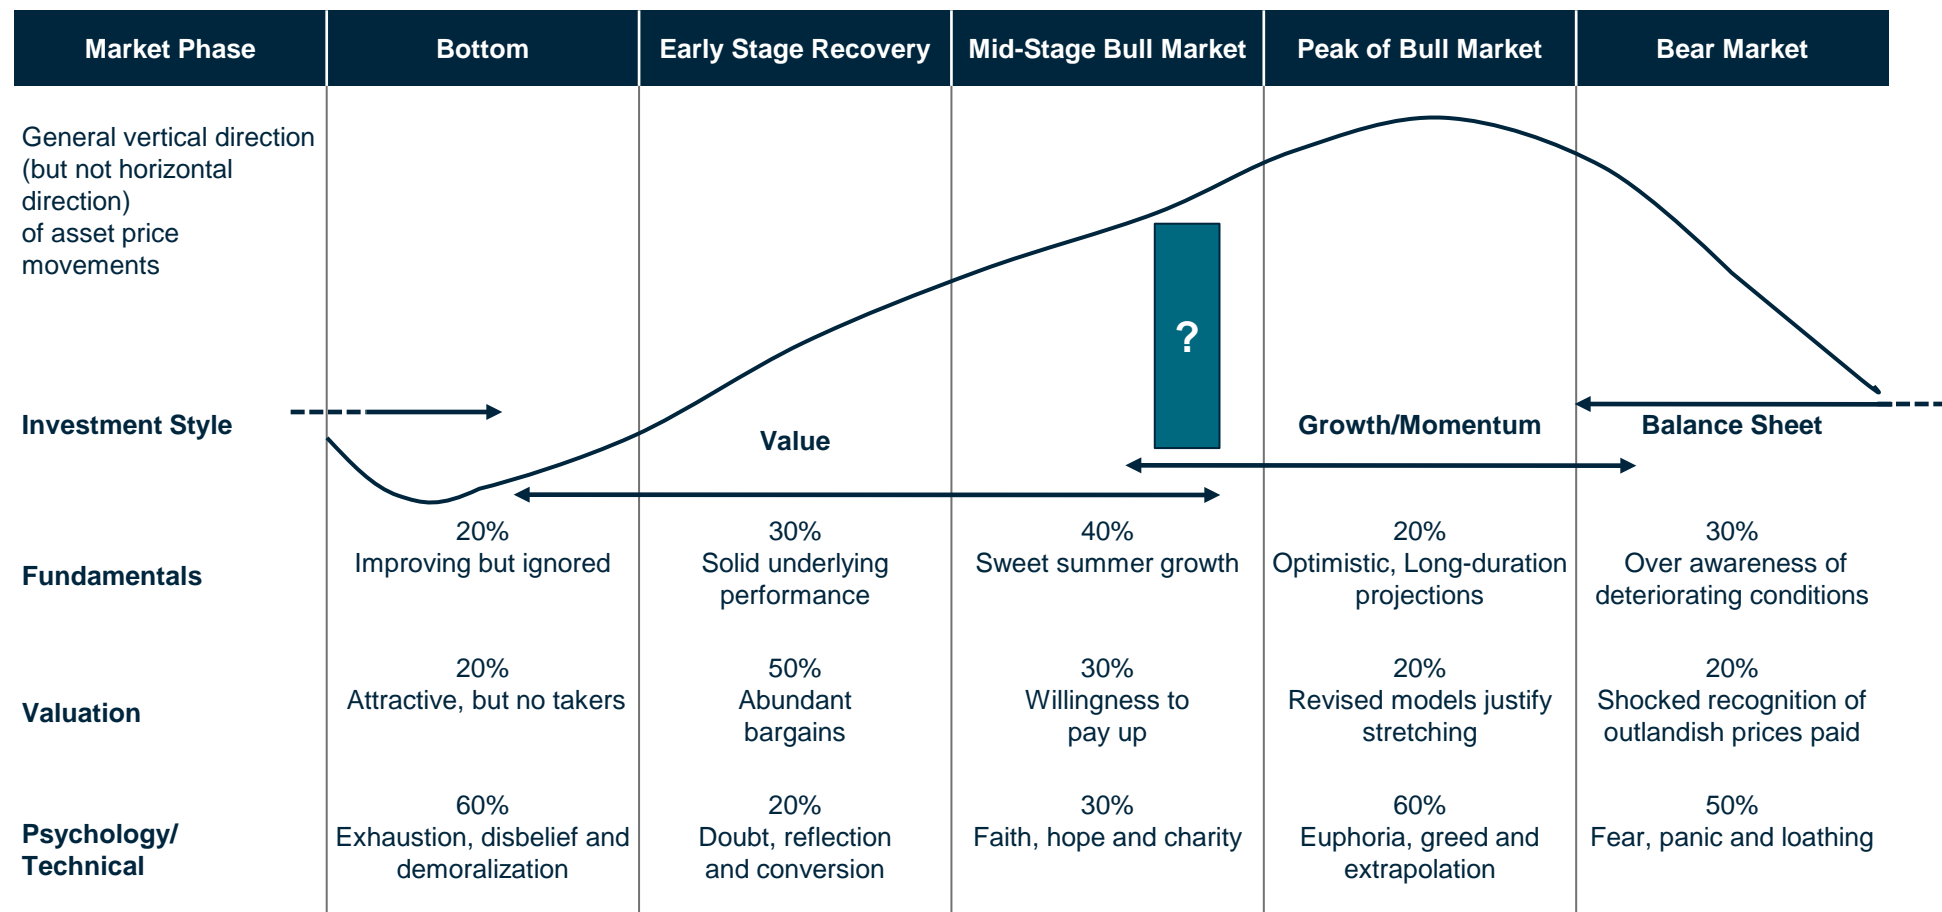 Market Phase
Bottom
Early Stage Recovery
Mid-Stage Bull Market
Peak of Bull Market
Bear Market
General vertical direction
(but not horizontal
direction)
of asset price
movements
?
Investment Style
Value
Growth/Momentum
Balance Sheet
Fundamentals
20%
Improving but ignored
30%
Solid underlying
performance
40%
Sweet summer growth
20%
Optimistic, Long-duration
projections
30%
Over awareness of
deteriorating conditions
Valuation
20%
Attractive, but no takers
50%
Abundant
bargains
30%
Willingness to
pay up
20%
Revised models justify
stretching
20%
Shocked recognition of
outlandish prices paid
Psychology/
Technical
60%
Exhaustion, disbelief and
demoralization
20%
Doubt, reflection
and conversion
30%
Faith, hope and charity
60%
Euphoria, greed and
extrapolation
50%
Fear, panic and loathing